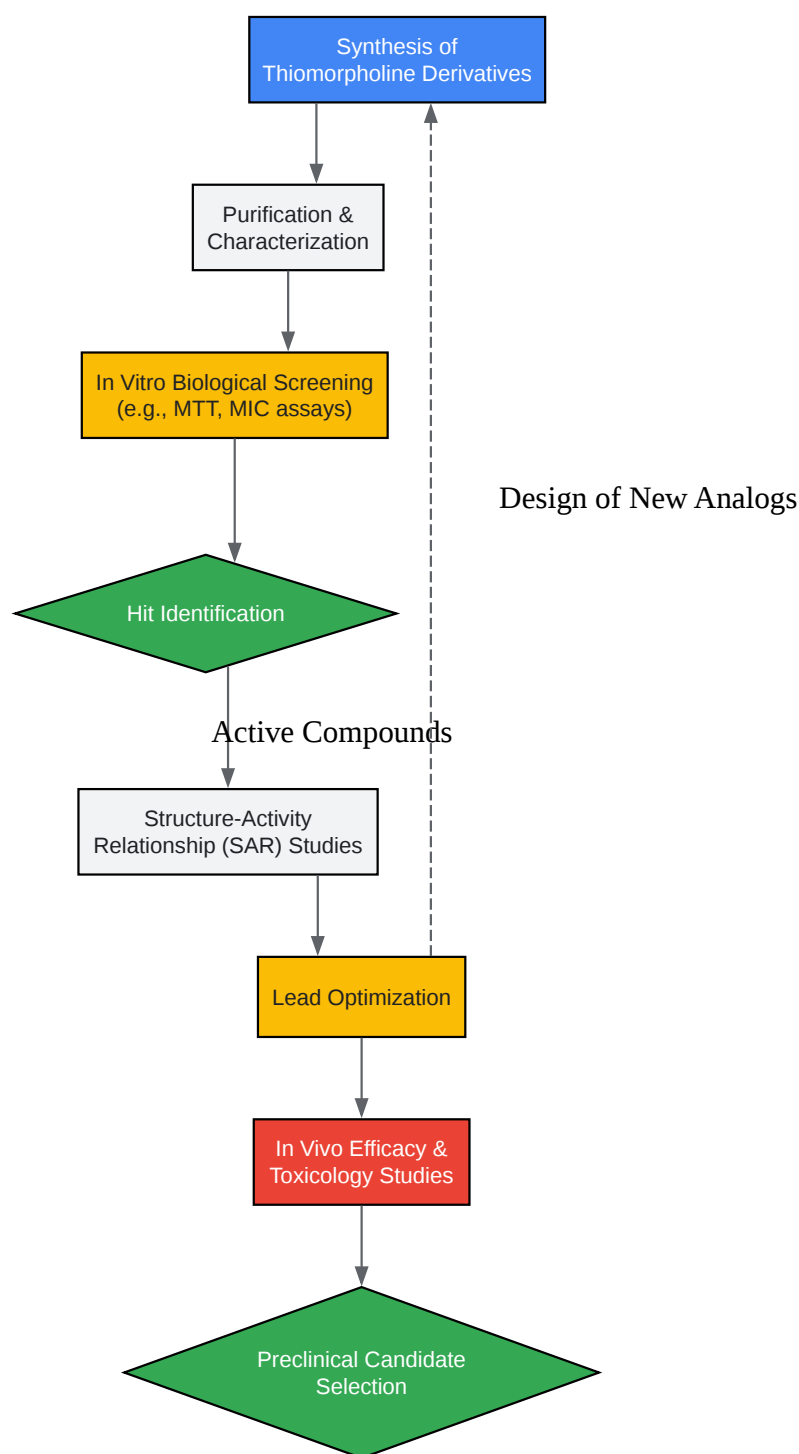 Synthesis of
Thiomorpholine Derivatives
Purification &
Characterization
In Vitro Biological Screening
(e.g., MTT, MIC assays)
Design of New Analogs
Hit Identification
Active Compounds
Structure-Activity
Relationship (SAR) Studies
Lead Optimization
In Vivo Efficacy &
Toxicology Studies
Preclinical Candidate
Selection